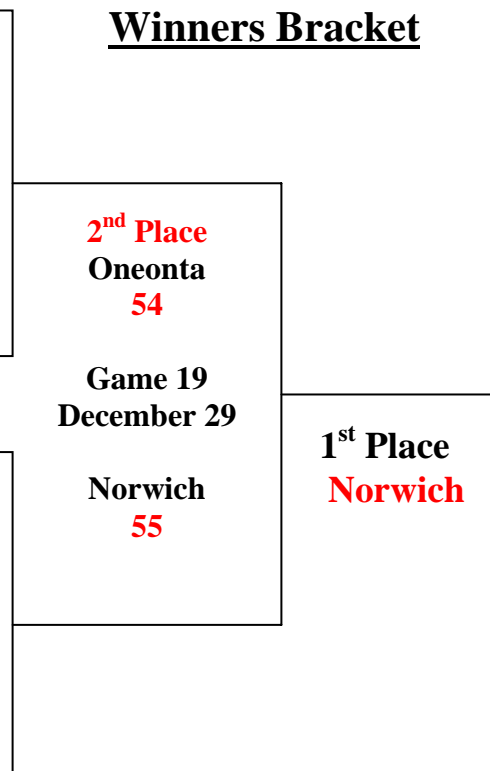 Winners Bracket
2nd Place
Oneonta
54
Game 19
December 29
Norwich
55
1st Place
Norwich